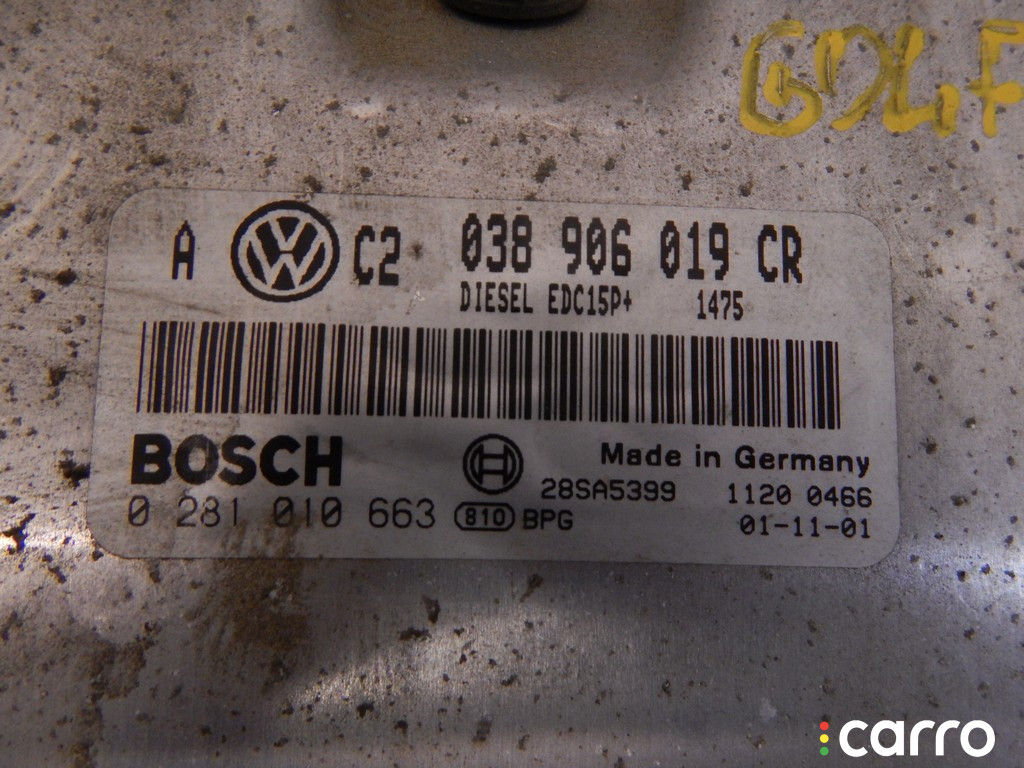 GOLF
A VW C2 038 906 019 CR
DIESEL EDC15P+ 1475
BOSCH Made in Germany
28SA5399 1120 0466
0 281 010 663 810 BPG 01-11-01
carro